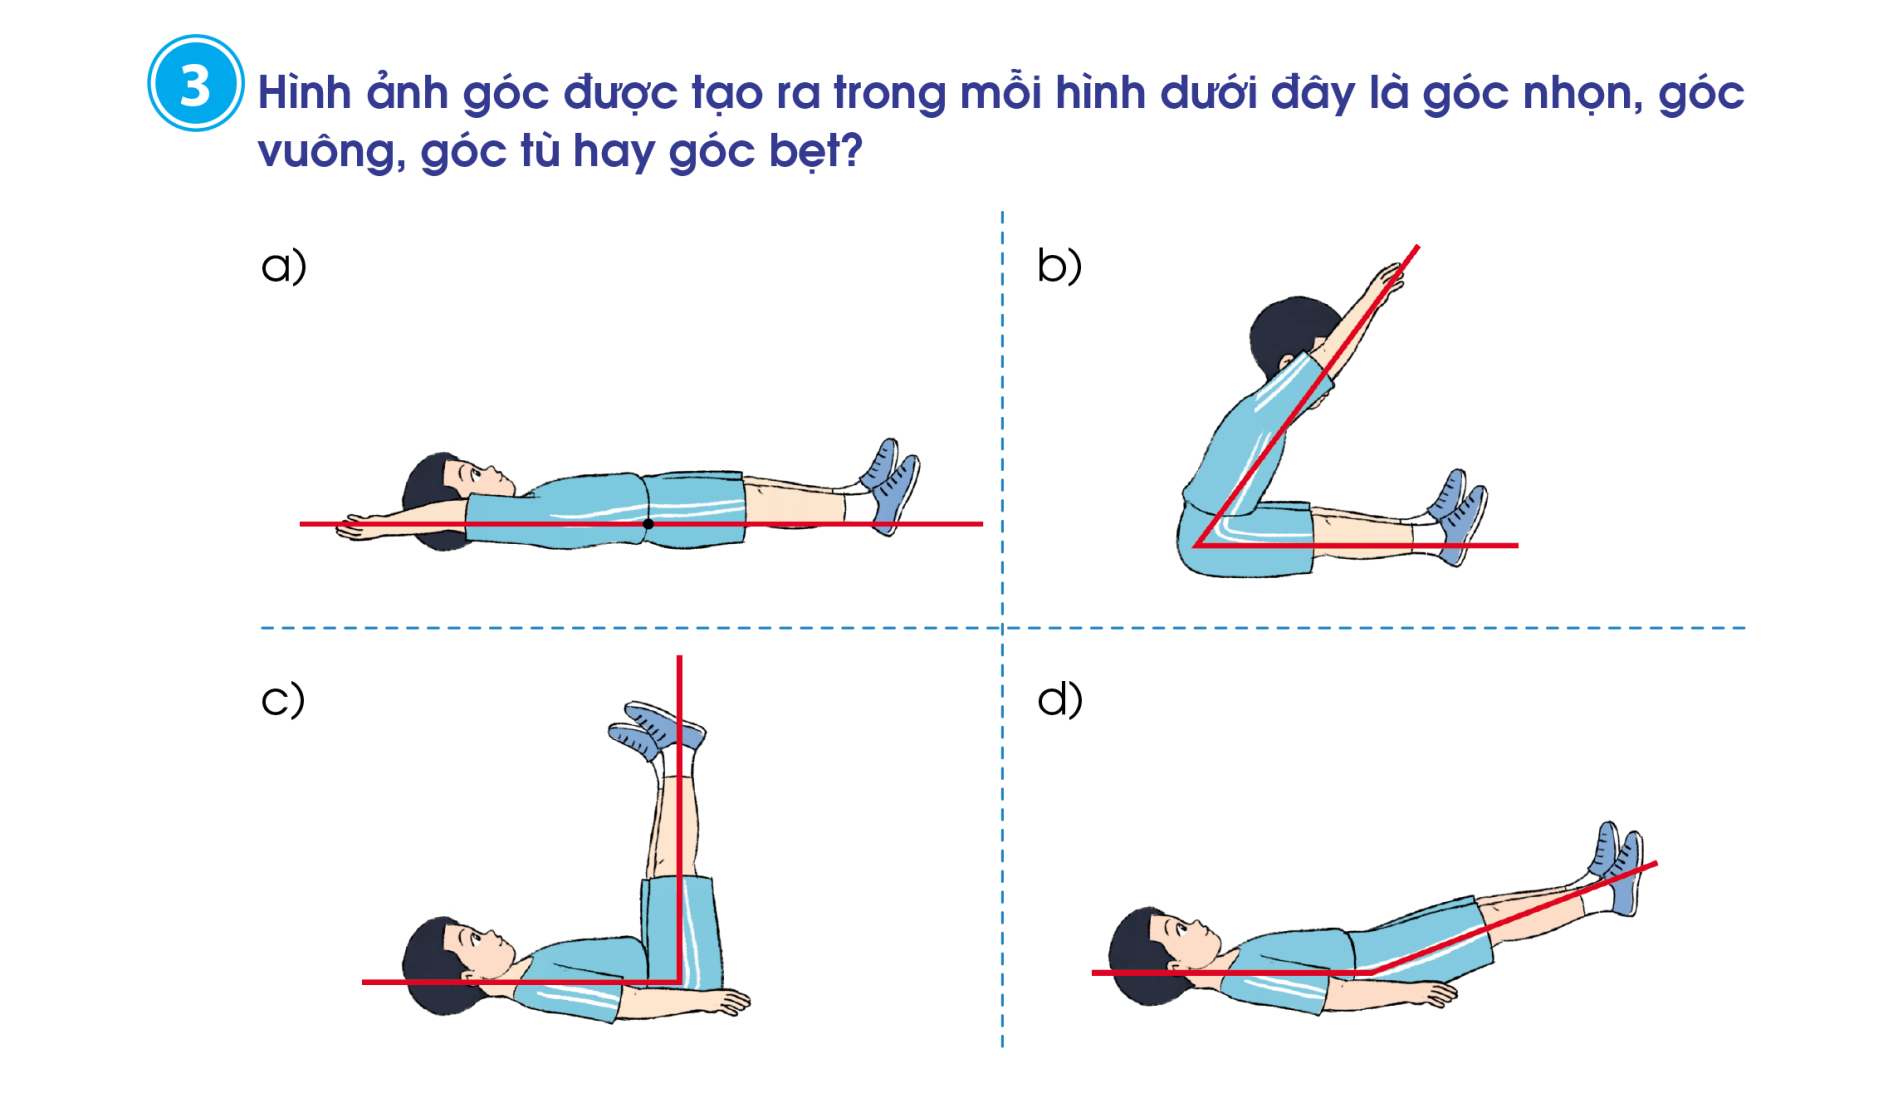 3
Hình ảnh góc được tạo ra trong mỗi hình dưới đây là góc nhọn, góc
vuông, góc tù hay góc bẹt?
a)
b)
c)
d)